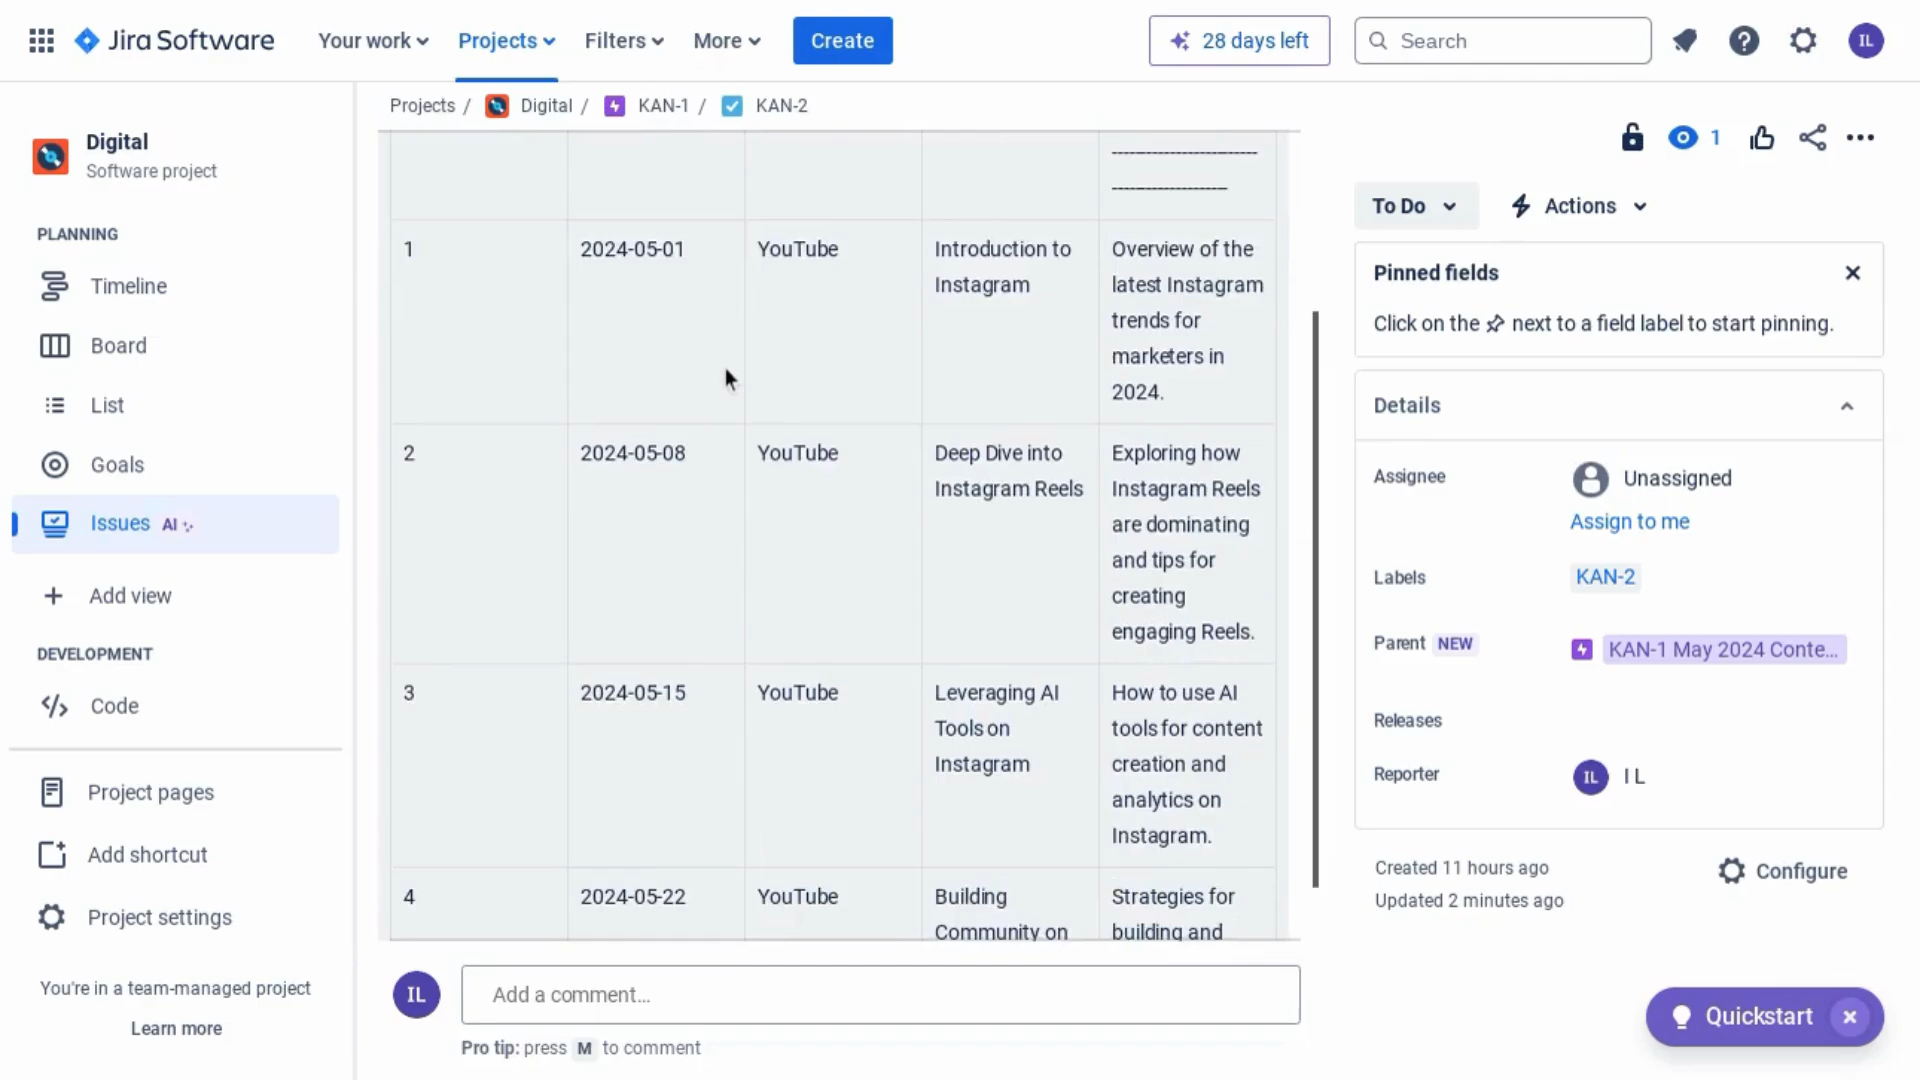 Jira Software
Your work
Projects
Filters
More
Create
28 days left
Search
IL
Digital
Software project
PLANNING
Timeline
Board
List
Goals
Issues AI
Add view
DEVELOPMENT
Code
Project pages
Add shortcut
Project settings
You're in a team-managed project
Learn more
Projects / Digital / KAN-1 / KAN-2
----------------------------
----------------------
1
2024-05-01
YouTube
Introduction to
Instagram
Overview of the
latest Instagram
trends for
marketers in
2024.
2
2024-05-08
YouTube
Deep Dive into
Instagram Reels
Exploring how
Instagram Reels
are dominating
and tips for
creating
engaging Reels.
3
2024-05-15
YouTube
Leveraging AI
Tools on
Instagram
How to use AI
tools for content
creation and
analytics on
Instagram.
4
2024-05-22
YouTube
Building
Community on
Strategies for
building and
IL
Add a comment...
Pro tip: press M to comment
1
To Do
Actions
Pinned fields
Click on the next to a field label to start pinning.
Details
Assignee
Unassigned
Assign to me
Labels
KAN-2
Parent NEW
KAN-1 May 2024 Conte...
Releases
Reporter
IL
I L
Created 11 hours ago
Updated 2 minutes ago
Configure
Quickstart